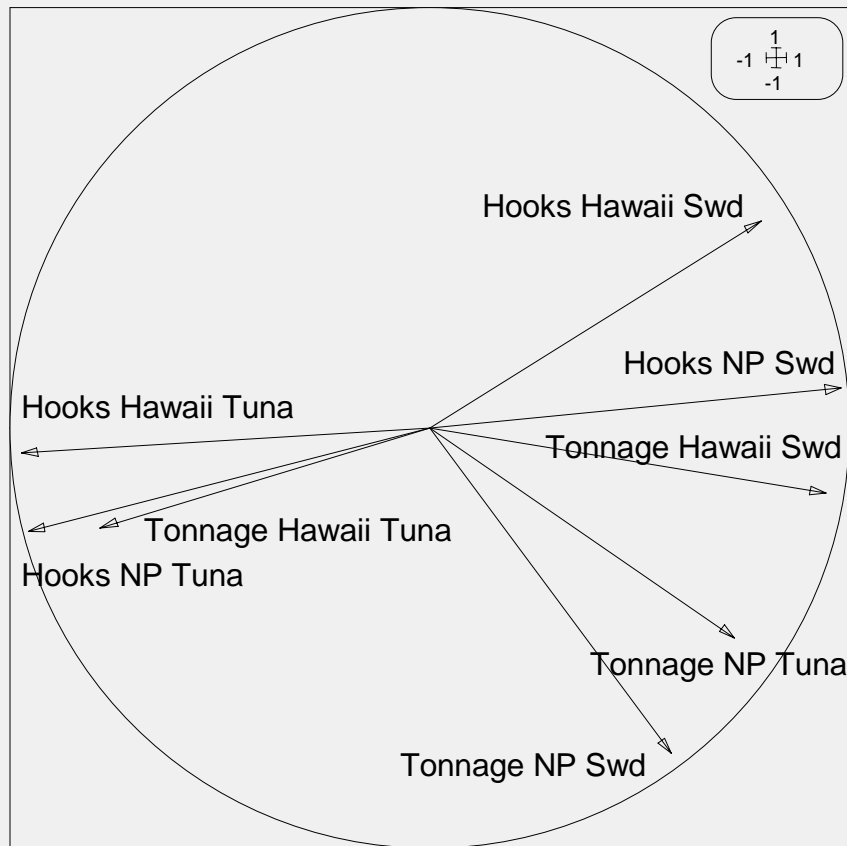 1
-1 1
-1
Hooks Hawaii Swd
Hooks NP Swd
Hooks Hawaii Tuna
Tonnage Hawaii Swd
Tonnage Hawaii Tuna
Hooks NP Tuna
Tonnage NP Tuna
Tonnage NP Swd